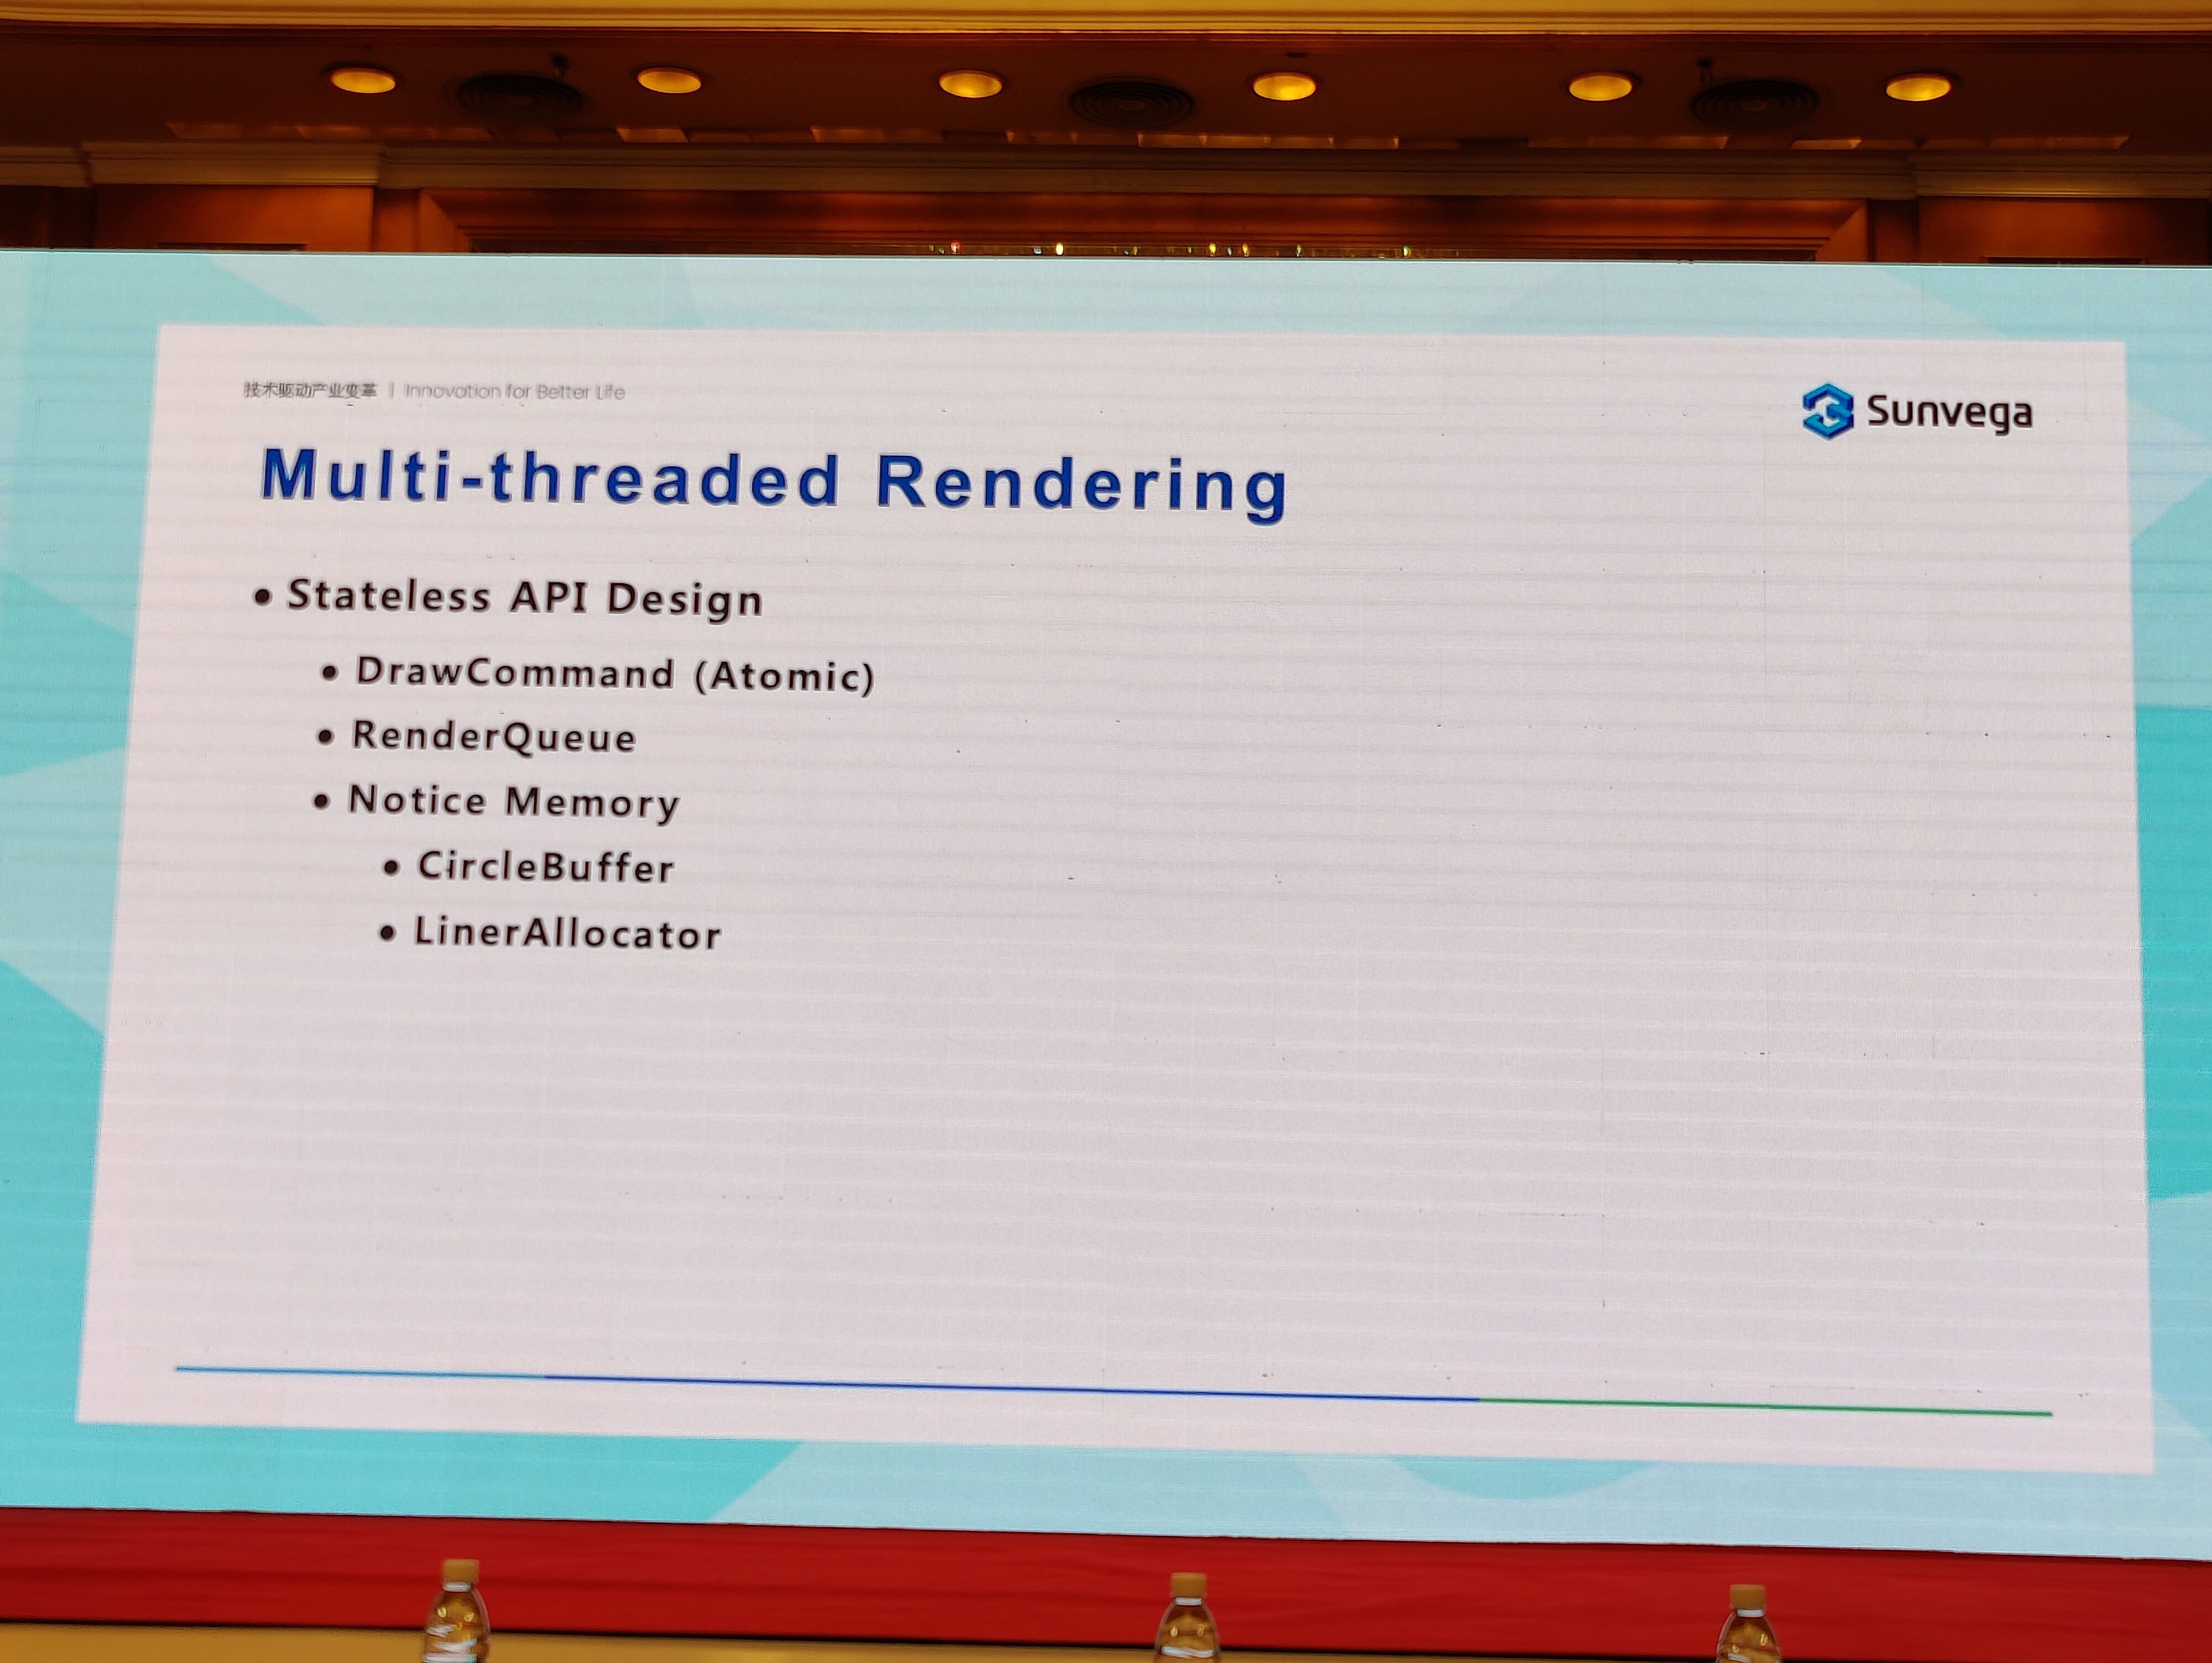 技术驱动产业变革 | Innovation for Better Life
Sunvega
Multi-threaded Rendering
• Stateless API Design
• DrawCommand (Atomic)
• RenderQueue
• Notice Memory
• CircleBuffer
• LinerAllocator